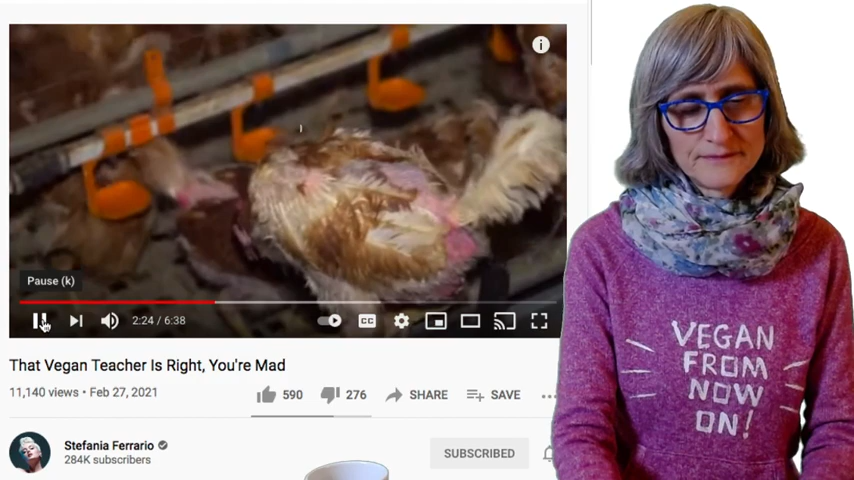 Pause (k)
CC
2:24 / 6:38
That Vegan Teacher Is Right, You're Mad
11,140 views • Feb 27, 2021
590
276
SHARE
SAVE
Stefania Ferrario
284K subscribers
SUBSCRIBED
VEGAN
FROM
NOW
ON!